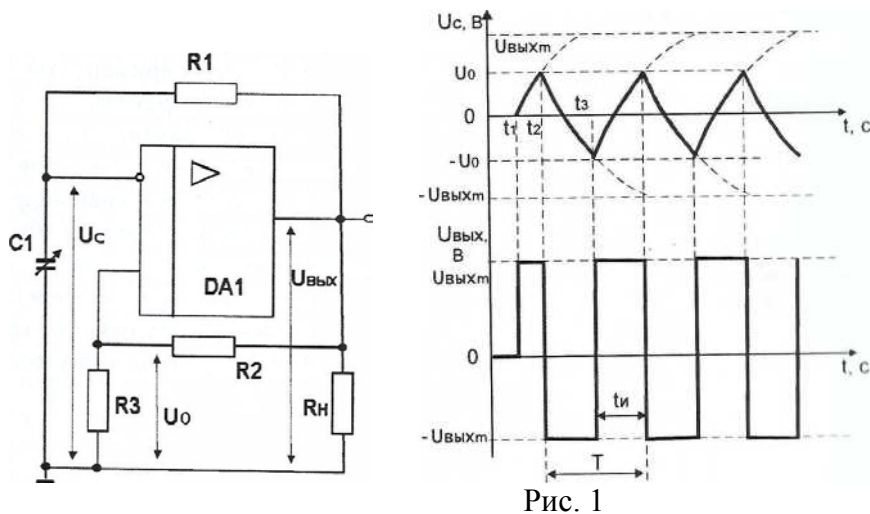 R1
C1
Uc
DA1
Uвых
R2
R3
U0
Rн
Uс, В
Uвыхm
U0
0
t1 t2 t3
t, с
-U0
-Uвыхm
Uвых,
В
Uвыхm
0
t, с
tи
-Uвыхm
T
Рис. 1